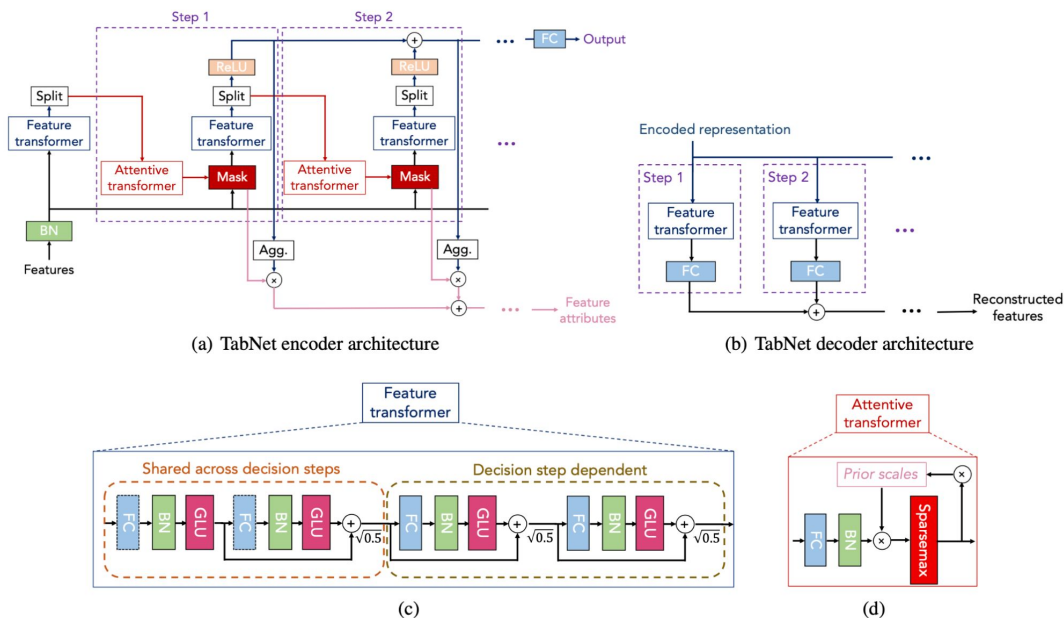 Step 1
Step 2
ReLU
ReLU
FC
Output
Split
Split
Split
Feature
transformer
Feature
transformer
Feature
transformer
Attentive
transformer
Mask
Attentive
transformer
Mask
BN
Features
Agg.
Agg.
Feature
attributes
(a) TabNet encoder architecture
Encoded representation
Step 1
Step 2
Feature
transformer
Feature
transformer
FC
FC
Reconstructed
features
(b) TabNet decoder architecture
Feature
transformer
Shared across decision steps
Decision step dependent
FC
BN
GLU
FC
BN
GLU
√0.5
FC
BN
GLU
√0.5
FC
BN
GLU
√0.5
(c)
Attentive
transformer
Prior scales
FC
BN
Sparsemax
(d)